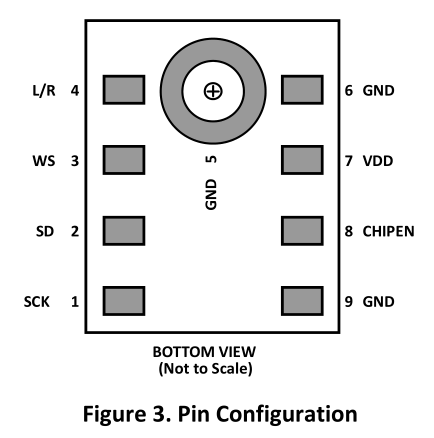 L/R 4
6 GND
WS 3
5
7 VDD
GND
SD 2
8 CHIPEN
SCK 1
9 GND
BOTTOM VIEW
(Not to Scale)
Figure 3. Pin Configuration